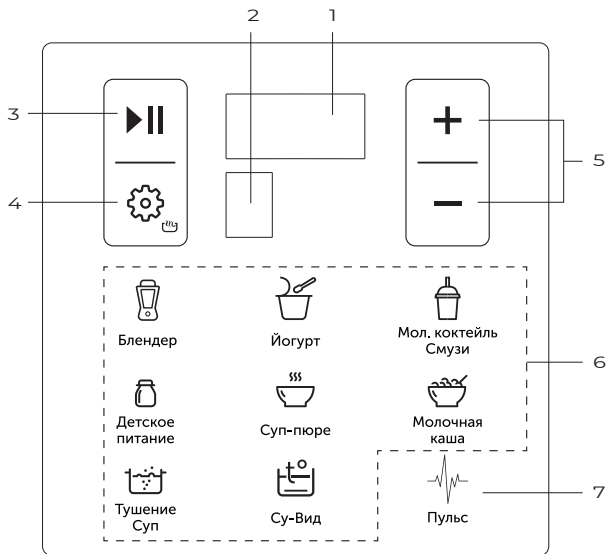 2
1
3
5
4
Блендер
Йогурт
Мол. коктейль
Смузи
6
Детское
питание
Суп-пюре
Молочная
каша
7
Тушение
Суп
Су-Вид
Пульс